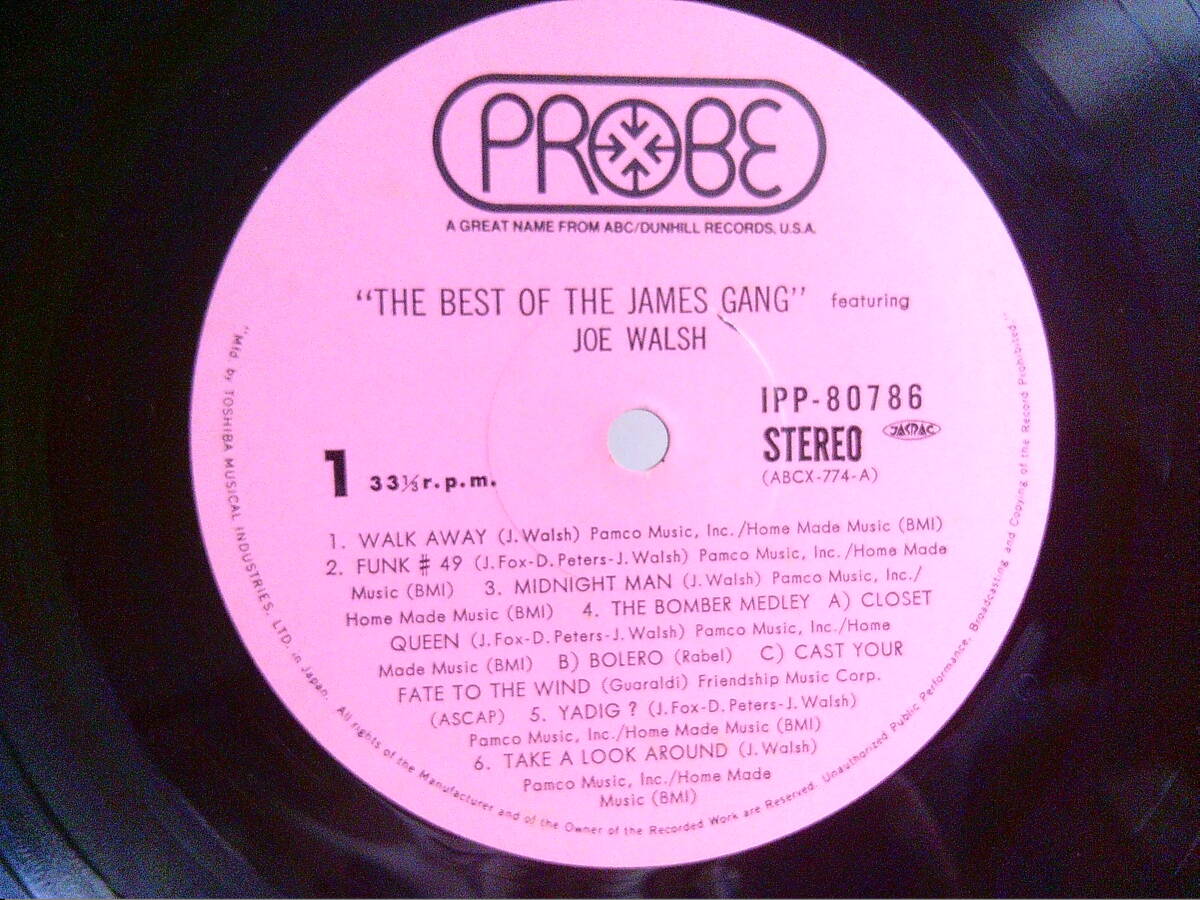 PROBE
A GREAT NAME FROM ABC/DUNHILL RECORDS, U.S.A.
“THE BEST OF THE JAMES GANG” featuring
JOE WALSH
IPP-80786
STEREO JASRAC
(ABCX-774-A)
1 33⅓ r.p.m.
1. WALK AWAY (J. Walsh) Pamco Music, Inc./Home Made Music (BMI)
2. FUNK # 49 (J. Fox-D. Peters-J. Walsh) Pamco Music, Inc./Home Made
Music (BMI) 3. MIDNIGHT MAN (J. Walsh) Pamco Music, Inc./
Home Made Music (BMI) 4. THE BOMBER MEDLEY A) CLOSET
QUEEN (J. Fox-D. Peters-J. Walsh) Pamco Music, Inc./Home
Made Music (BMI) B) BOLERO (Rabel) C) CAST YOUR
FATE TO THE WIND (Guaraldi) Friendship Music Corp.
(ASCAP) 5. YADIG ? (J. Fox-D. Peters-J. Walsh)
Pamco Music, Inc./Home Made Music (BMI)
6. TAKE A LOOK AROUND (J. Walsh)
Pamco Music, Inc./Home Made
Music (BMI)
"Mfd. by TOSHIBA MUSICAL INDUSTRIES, LTD. in Japan. All rights of the Manufacturer and of the Owner of the Recorded Work are Reserved. Unauthorized Public Performance, Broadcasting and Copying of the Record Prohibited."